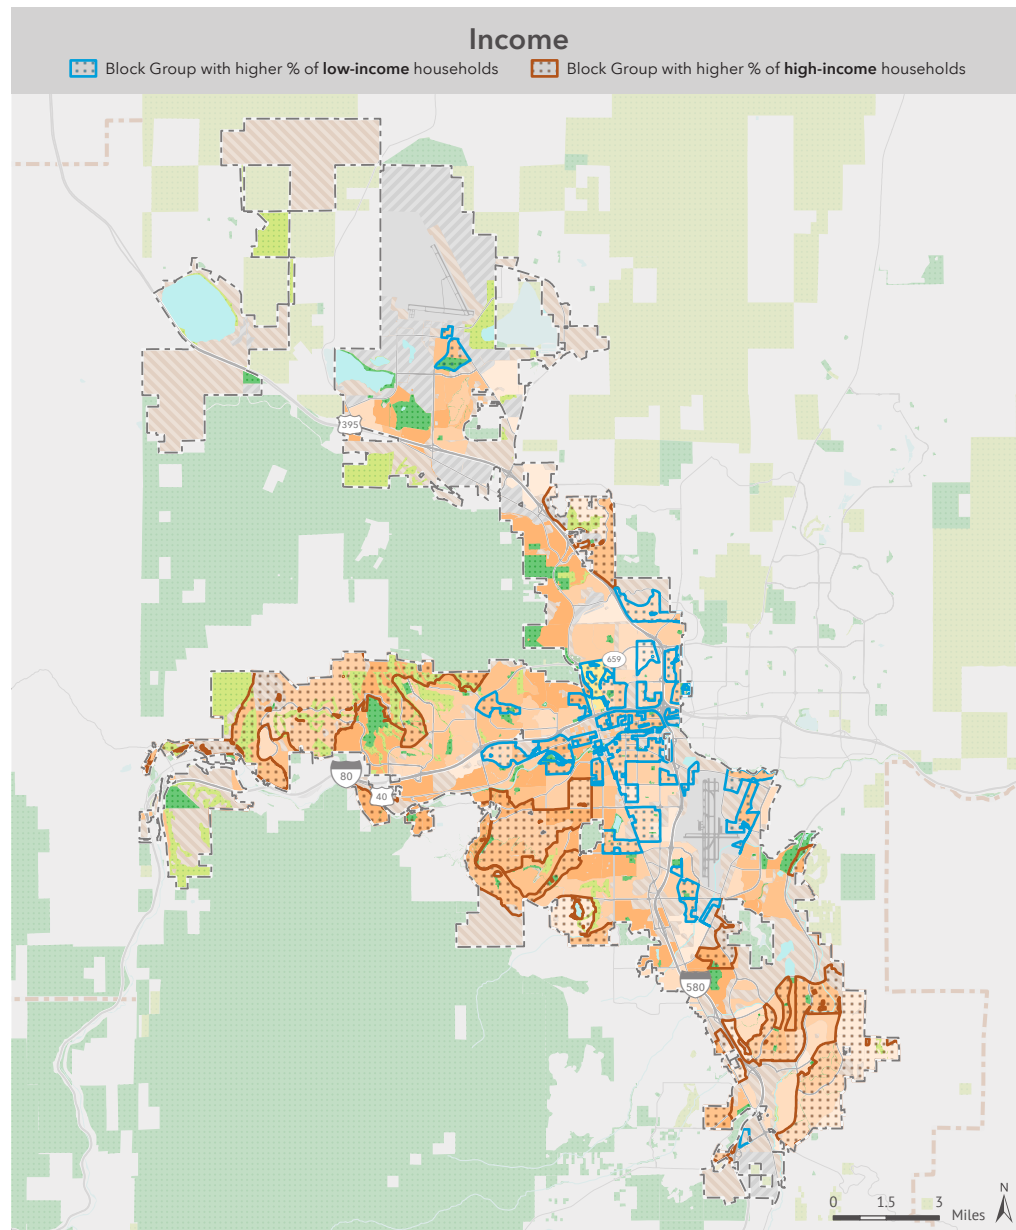 Income
Block Group with higher % of low-income households
Block Group with higher % of high-income households
395
659
80
40
580
N
0 1.5 3
Miles